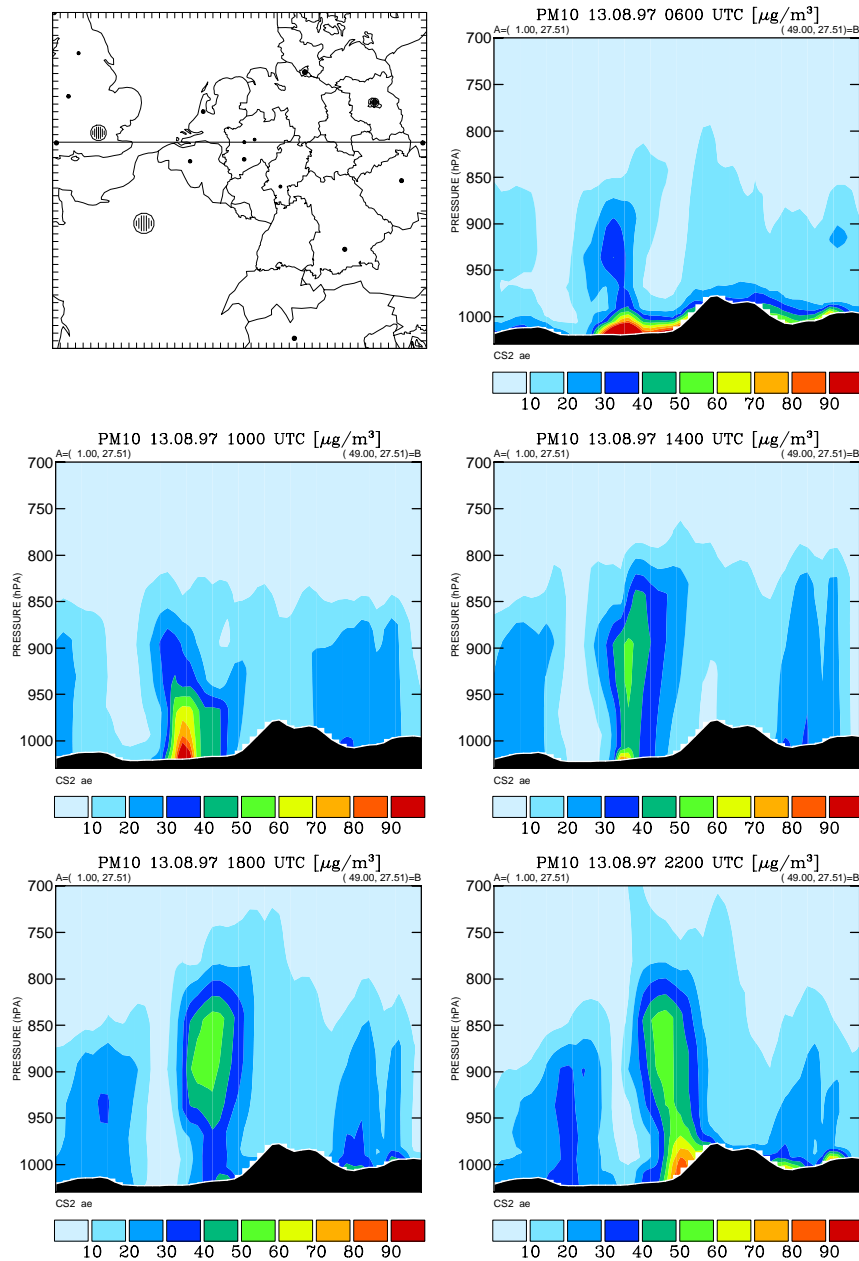 PM10 13.08.97 0600 UTC [μg/m³]
A=( 1.00, 27.51) ( 49.00, 27.51)=B
700
750
800
850
900
950
1000
PRESSURE (hPA)
CS2 ae
10 20 30 40 50 60 70 80 90
PM10 13.08.97 1000 UTC [μg/m³]
A=( 1.00, 27.51) ( 49.00, 27.51)=B
700
750
800
850
900
950
1000
PRESSURE (hPA)
CS2 ae
10 20 30 40 50 60 70 80 90
PM10 13.08.97 1400 UTC [μg/m³]
A=( 1.00, 27.51) ( 49.00, 27.51)=B
700
750
800
850
900
950
1000
PRESSURE (hPA)
CS2 ae
10 20 30 40 50 60 70 80 90
PM10 13.08.97 1800 UTC [μg/m³]
A=( 1.00, 27.51) ( 49.00, 27.51)=B
700
750
800
850
900
950
1000
PRESSURE (hPA)
CS2 ae
10 20 30 40 50 60 70 80 90
PM10 13.08.97 2200 UTC [μg/m³]
A=( 1.00, 27.51) ( 49.00, 27.51)=B
700
750
800
850
900
950
1000
PRESSURE (hPA)
CS2 ae
10 20 30 40 50 60 70 80 90